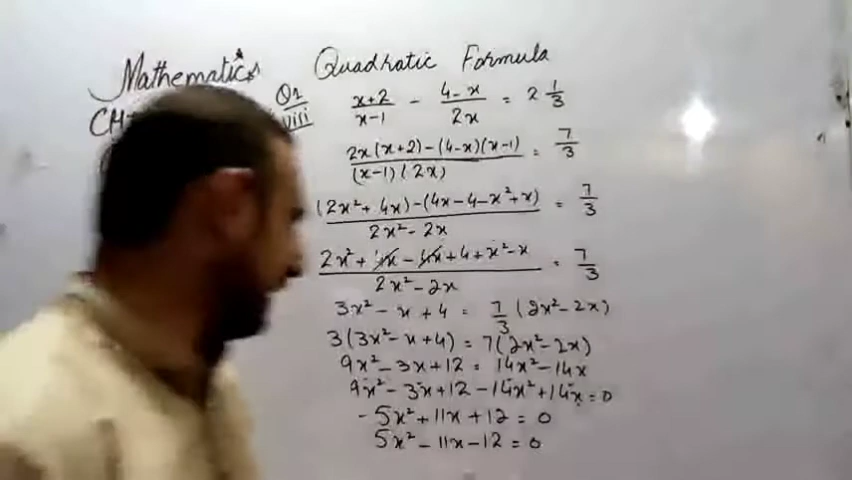 Mathematics Quadratic Formula
CH
Q1 viii (x+2)/(x-1) - (4-x)/(2x) = 2 1/3
(2x(x+2)-(4-x)(x-1))/((x-1)(2x)) = 7/3
((2x²+4x)-(4x-4-x²+x))/(2x²-2x) = 7/3
(2x²+4x-4x+4+x²-x)/(2x²-2x) = 7/3
3x²-x+4 = 7/3 (2x²-2x)
3(3x²-x+4) = 7(2x²-2x)
9x²-3x+12 = 14x²-14x
9x²-3x+12-14x²+14x=0
-5x²+11x+12=0
5x²-11x-12=0